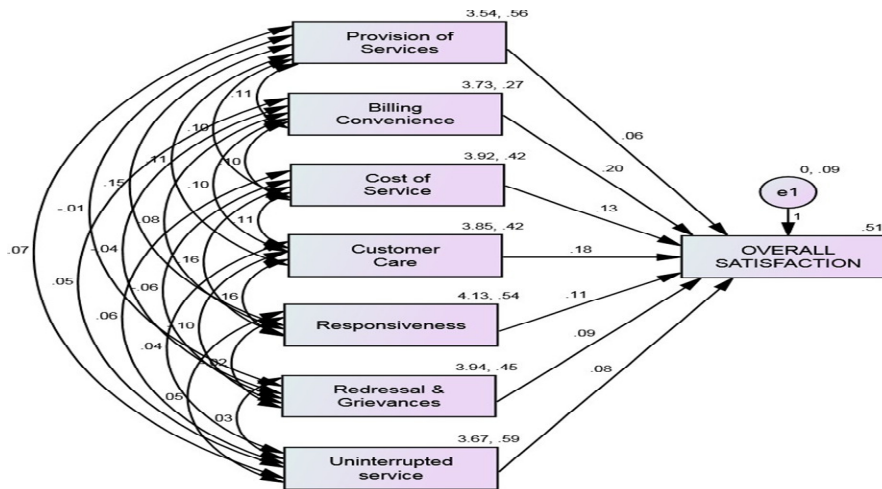 3.54, .56
Provision of
Services
3.73, .27
Billing
Convenience
3.92, .42
Cost of
Service
3.85, .42
Customer
Care
4.13, .54
Responsiveness
3.94, .45
Redressal &
Grievances
3.67, .59
Uninterrupted
service
.11
.10
.10
.11
.15
.10
-.01
.08
.11
.07
-.04
.16
.05
-.06
.16
.06
-.10
.04
.02
.05
.03
.06
.20
.13
.18
.11
.09
.08
0, .09
e1
1
.51
OVERALL
SATISFACTION